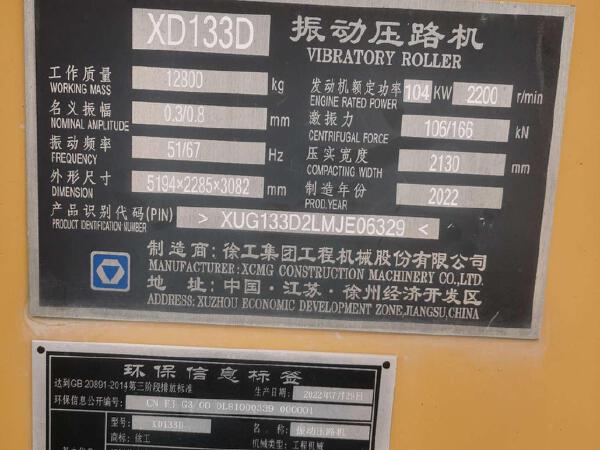 XD133D 振动压路机
VIBRATORY ROLLER
工作质量 12800 kg 发动机额定功率 104 KW 2200 r/min
WORKING MASS ENGINE RATED POWER
名义振幅 0.3/0.8 mm 激振力 106/166 kN
NOMINAL AMPLITUDE CENTRIFUGAL FORCE
振动频率 51/67 Hz 压实宽度 2130 mm
FREQUENCY COMPACTING WIDTH
外形尺寸 5194×2285×3082 mm 制造年份 2022
DIMENSION PROD.YEAR
产品识别代码(PIN) > XUG133D2LMJE06329 <
PRODUCT IDENTIFICATION NUMBER
制造商:徐工集团工程机械股份有限公司
MANUFACTURER:XCMG CONSTRUCTION MACHINERY CO.,LTD
地址:中国·江苏·徐州经济开发区
ADDRESS: XUZHOU ECONOMIC DEVELOPMENT ZONE,JIANGSU,CHINA
环保信息标签
达到GB 20891-2014第三阶段排放标准 生产日期: 2022年7月29日
环保信息公开编号: CN FJ G3 00 0L81000339 000001
型号: XD133D 名称: 振动压路机
商标: 徐工 机械类型: 工程机械